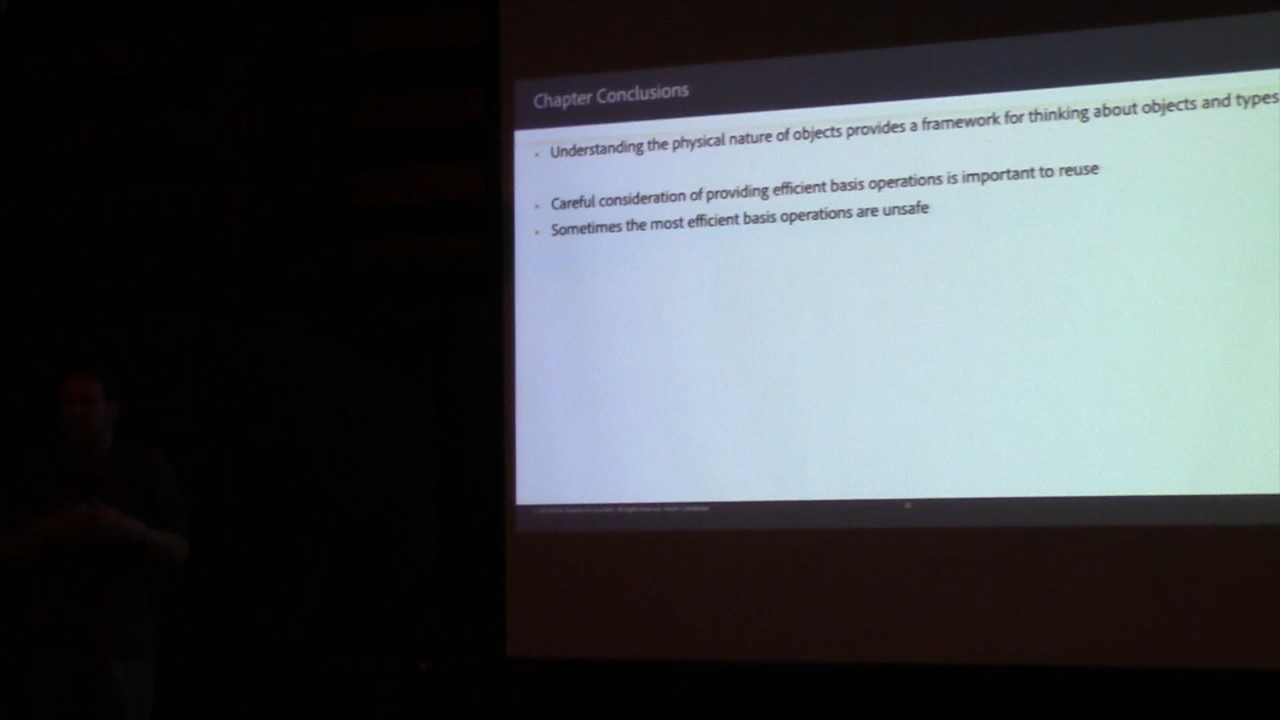 Chapter Conclusions
Understanding the physical nature of objects provides a framework for thinking about objects and types
Careful consideration of providing efficient basis operations is important to reuse
Sometimes the most efficient basis operations are unsafe